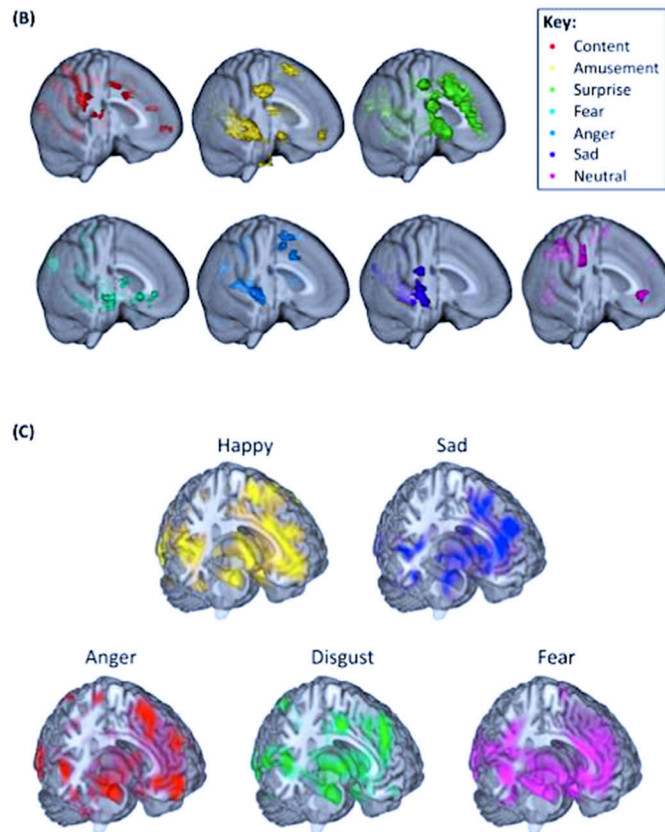 (B)
Key:
Content
Amusement
Surprise
Fear
Anger
Sad
Neutral
(C)
Happy
Sad
Anger
Disgust
Fear